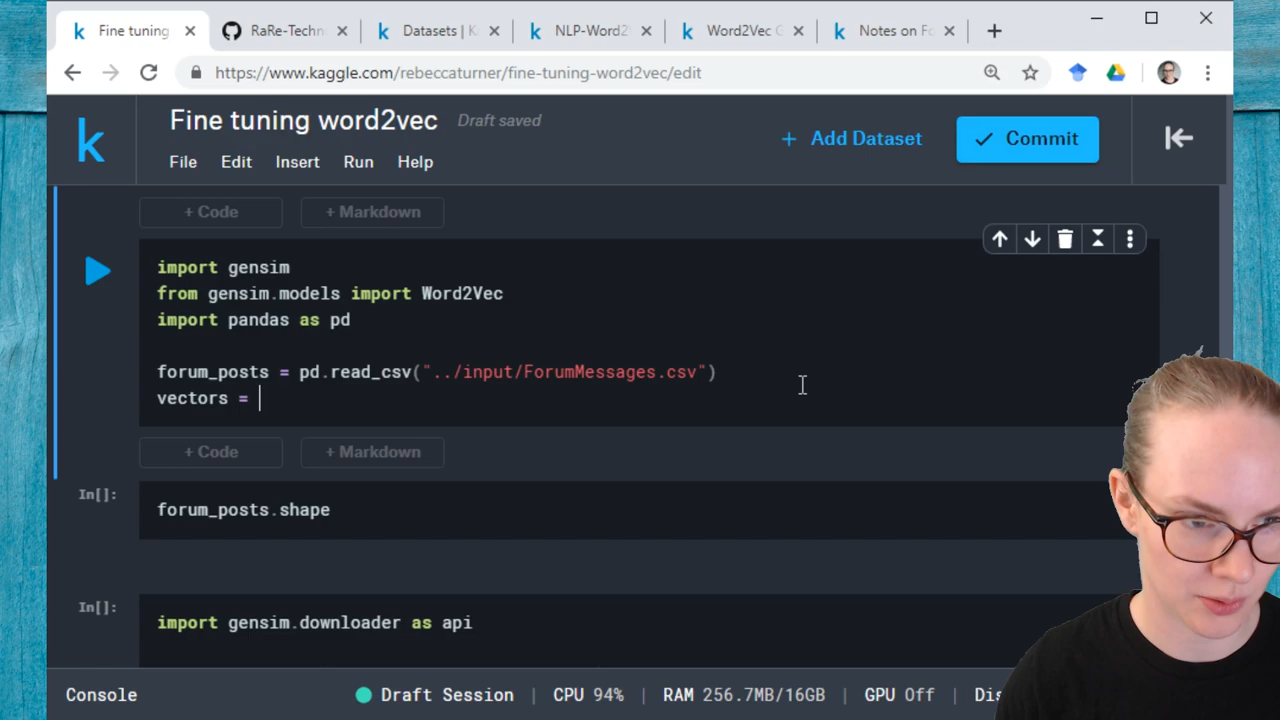 Fine tuning
RaRe-Techn
Datasets | K
NLP-Word2
Word2Vec G
Notes on Fo
https://www.kaggle.com/rebeccaturner/fine-tuning-word2vec/edit
k
Fine tuning word2vec Draft saved
+ Add Dataset
Commit
File Edit Insert Run Help
+ Code + Markdown
import gensim
from gensim.models import Word2Vec
import pandas as pd
forum_posts = pd.read_csv("../input/ForumMessages.csv")
vectors =
+ Code + Markdown
In[]:
forum_posts.shape
In[]:
import gensim.downloader as api
Console
Draft Session | CPU 94% | RAM 256.7MB/16GB | GPU Off | Dis